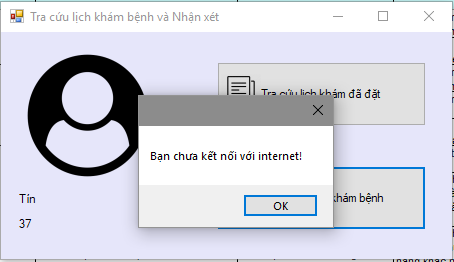 Tra cứu lịch khám bệnh và Nhận xét
Tra cứu lịch khám đã đặt
Bạn chưa kết nối với internet!
OK
khám bệnh
Tín
37